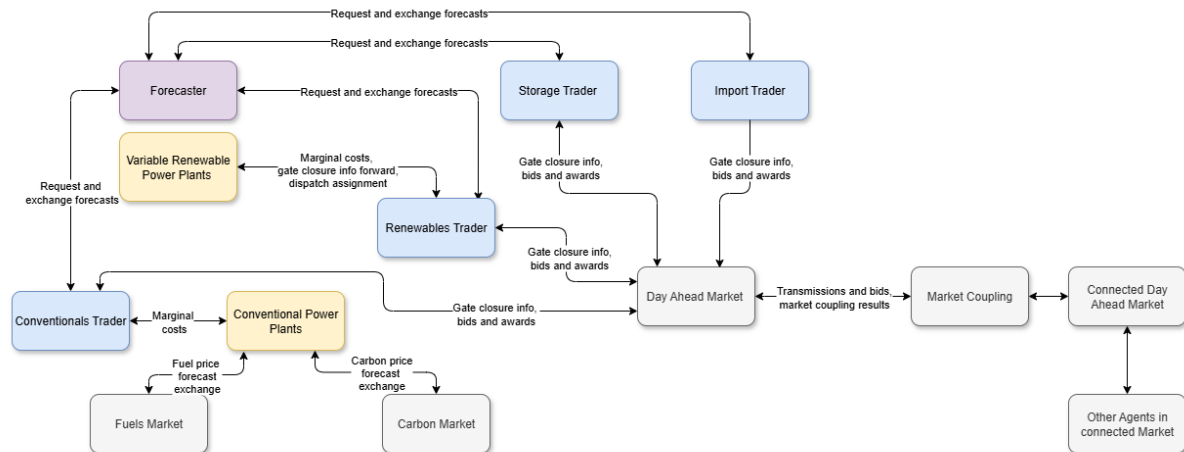 Request and exchange forecasts
Request and exchange forecasts
Forecaster
Request and exchange forecasts
Storage Trader
Import Trader
Variable Renewable
Power Plants
Marginal costs,
gate closure info forward,
dispatch assignment
Gate closure info,
bids and awards
Gate closure info,
bids and awards
Request and
exchange forecasts
Renewables Trader
Gate closure info,
bids and awards
Day Ahead Market
Transmissions and bids,
market coupling results
Market Coupling
Connected Day
Ahead Market
Conventionals Trader
Marginal
costs
Conventional Power
Plants
Gate closure info,
bids and awards
Fuel price
forecast
exchange
Carbon price
forecast
exchange
Fuels Market
Carbon Market
Other Agents in
connected Market